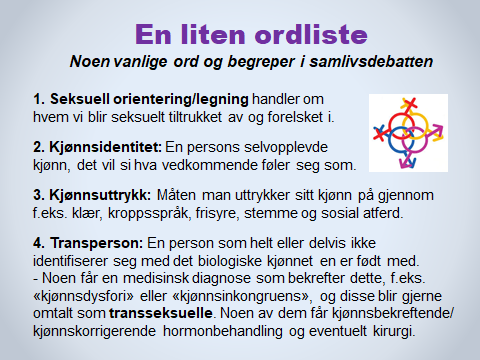 En liten ordliste
Noen vanlige ord og begreper i samlivsdebatten
1. Seksuell orientering/legning handler om
hvem vi blir seksuelt tiltrukket av og forelsket i.
2. Kjønnsidentitet: En persons selvopplevde
kjønn, det vil si hva vedkommende føler seg som.
3. Kjønnsuttrykk: Måten man uttrykker sitt kjønn på gjennom
f.eks. klær, kroppsspråk, frisyre, stemme og sosial atferd.
4. Transperson: En person som helt eller delvis ikke
identifiserer seg med det biologiske kjønnet en er født med.
- Noen får en medisinsk diagnose som bekrefter dette, f.eks.
«kjønnsdysfori» eller «kjønnsinkongruens», og disse blir gjerne
omtalt som transseksuelle. Noen av dem får kjønnsbekreftende/
kjønnskorrigerende hormonbehandling og eventuelt kirurgi.